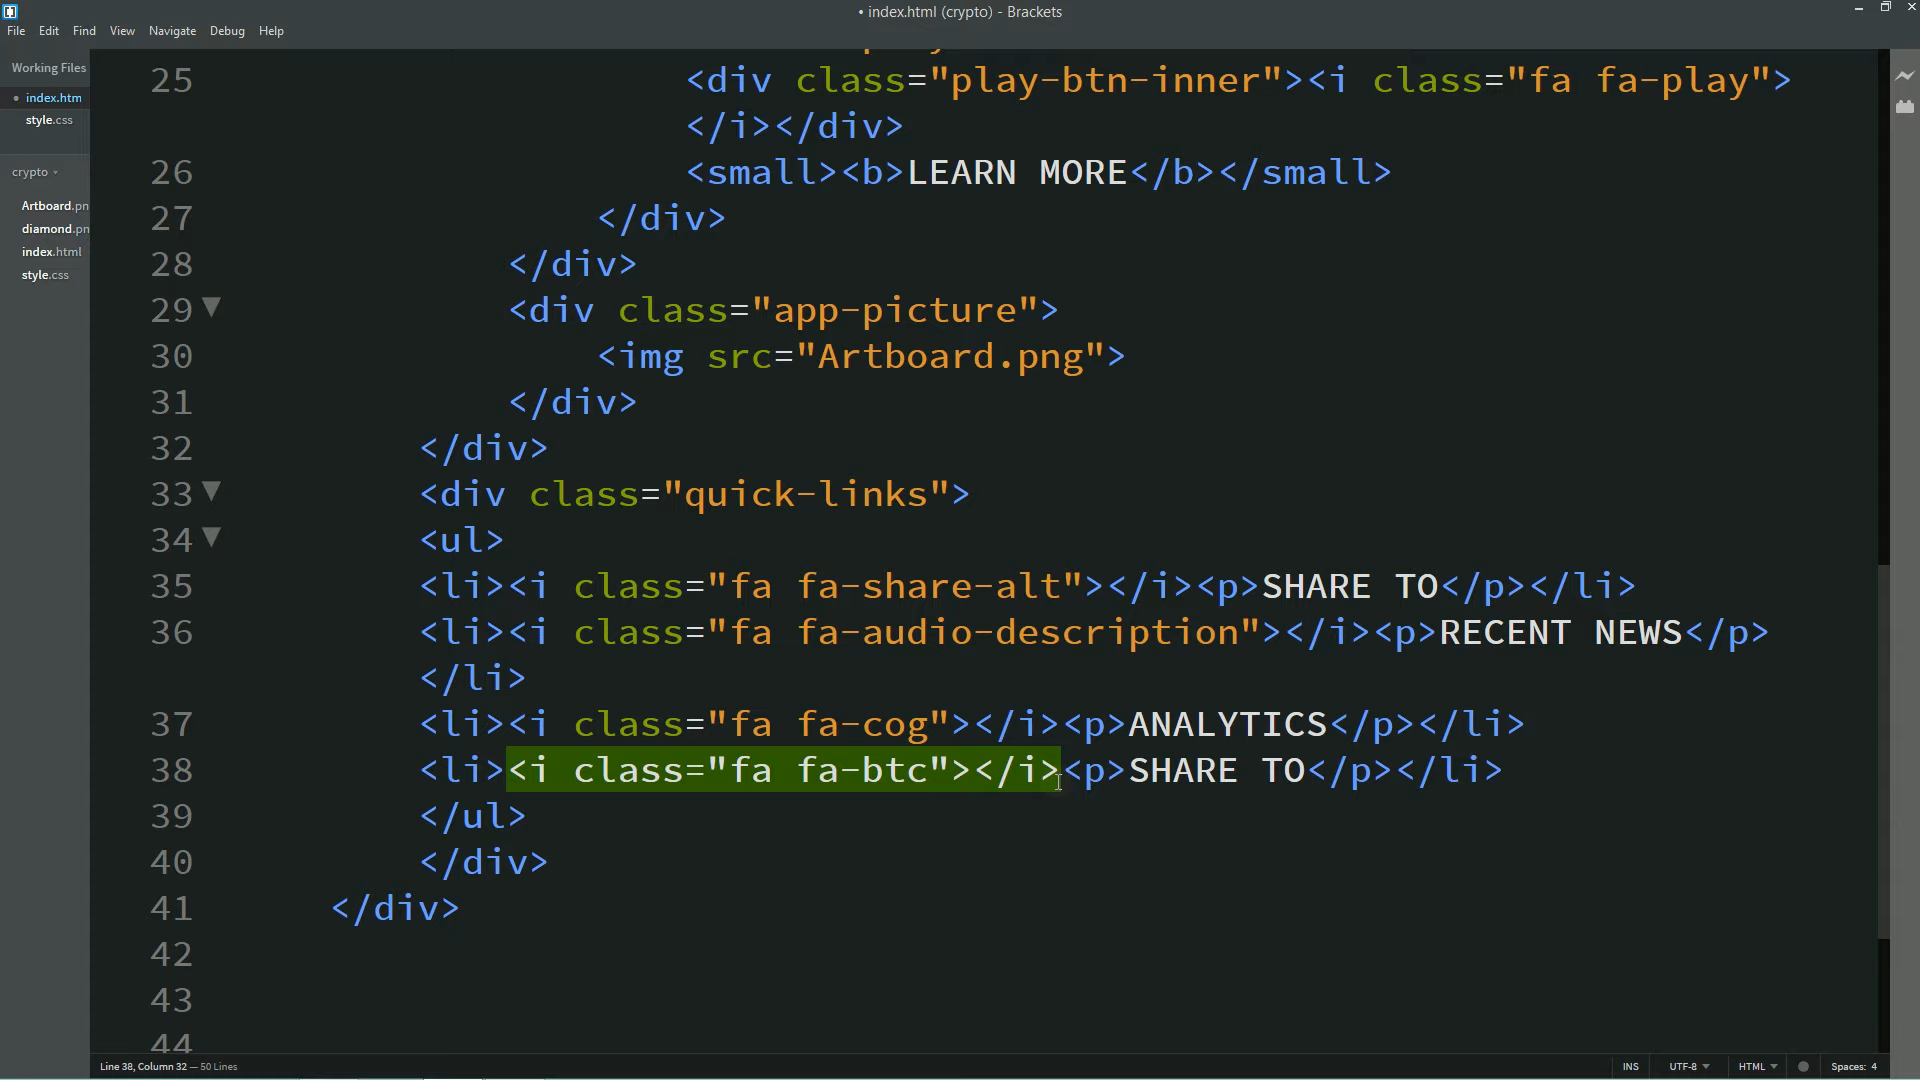 • index.html (crypto) - Brackets
File Edit Find View Navigate Debug Help
Working Files
• index.htm
style.css
crypto
Artboard.pn
diamond.pn
index.html
style.css
25 <div class="play-btn-inner"><i class="fa fa-play">
</i></div>
26 <small><b>LEARN MORE</b></small>
27 </div>
28 </div>
29 <div class="app-picture">
30 <img src="Artboard.png">
31 </div>
32 </div>
33 <div class="quick-links">
34 <ul>
35 <li><i class="fa fa-share-alt"></i><p>SHARE TO</p></li>
36 <li><i class="fa fa-audio-description"></i><p>RECENT NEWS</p>
</li>
37 <li><i class="fa fa-cog"></i><p>ANALYTICS</p></li>
38 <li><i class="fa fa-btc"></i><p>SHARE TO</p></li>
39 </ul>
40 </div>
41 </div>
42
43
44
Line 38, Column 32 — 50 Lines
INS UTF-8 HTML Spaces: 4